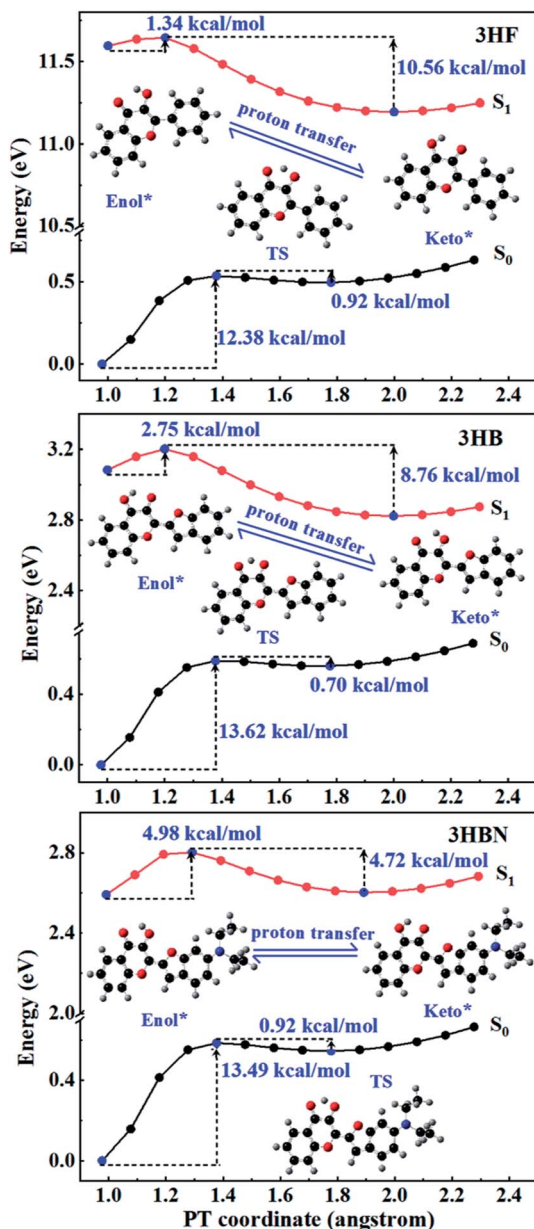 1.34 kcal/mol
3HF
11.5
10.56 kcal/mol
S1
11.0
proton transfer
Enol*
10.5
TS
Keto*
S0
0.5
0.92 kcal/mol
12.38 kcal/mol
0.0
Energy (eV)
1.0 1.2 1.4 1.6 1.8 2.0 2.2 2.4
2.75 kcal/mol
3HB
3.2
8.76 kcal/mol
S1
2.8
proton transfer
Enol*
2.4
TS
Keto*
S0
0.4
0.70 kcal/mol
13.62 kcal/mol
0.0
Energy (eV)
1.0 1.2 1.4 1.6 1.8 2.0 2.2 2.4
4.98 kcal/mol
3HBN
2.8
4.72 kcal/mol
S1
2.4
proton transfer
Enol*
Keto*
2.0
S0
0.92 kcal/mol
0.4
13.49 kcal/mol
TS
0.0
Energy (eV)
1.0 1.2 1.4 1.6 1.8 2.0 2.2 2.4
PT coordinate (angstrom)